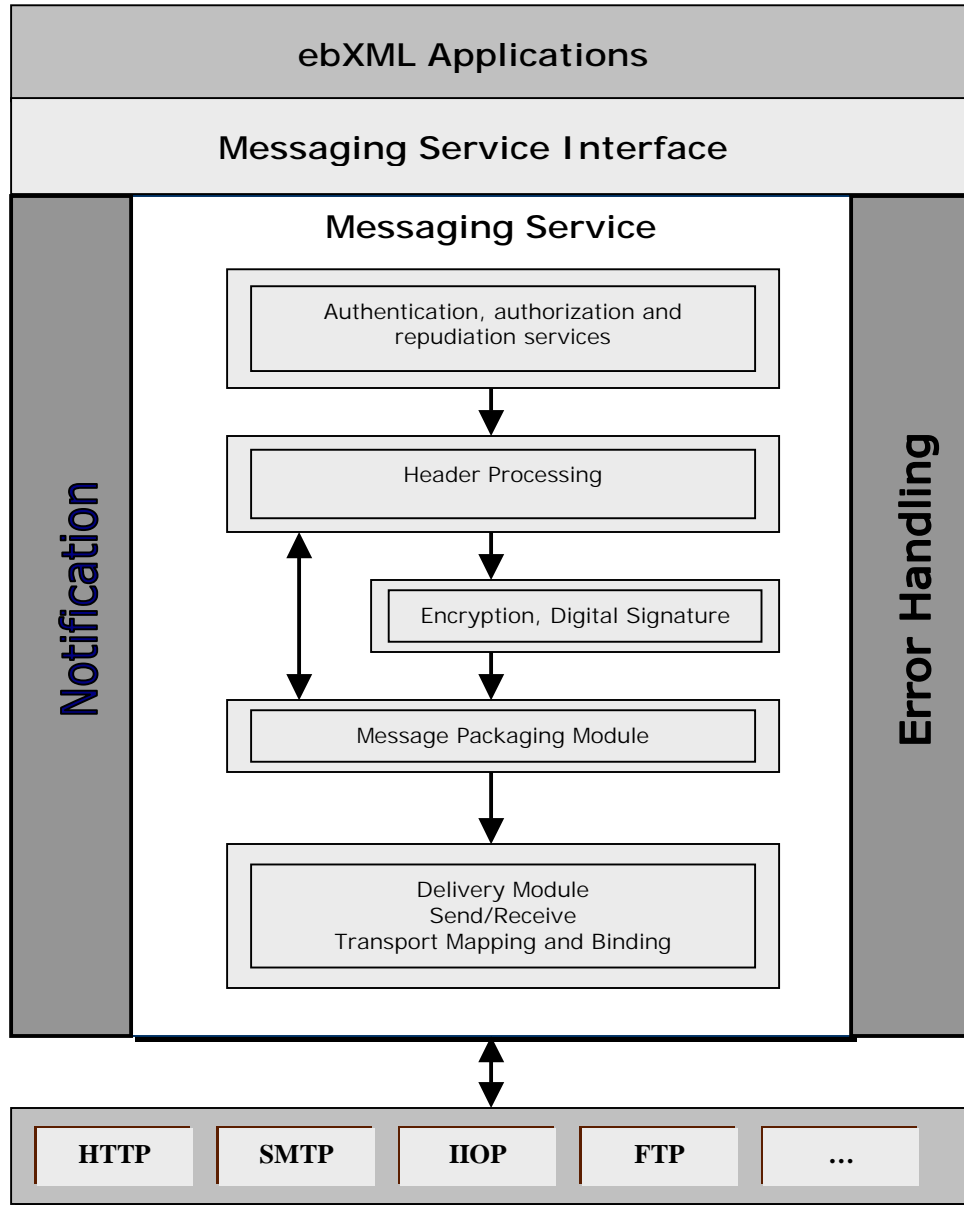 ebXML Applications
Messaging Service Interface
Messaging Service
Authentication, authorization and
repudiation services
Header Processing
Encryption, Digital Signature
Message Packaging Module
Delivery Module
Send/Receive
Transport Mapping and Binding
Notification
Error Handling
HTTP
SMTP
IIOP
FTP
…